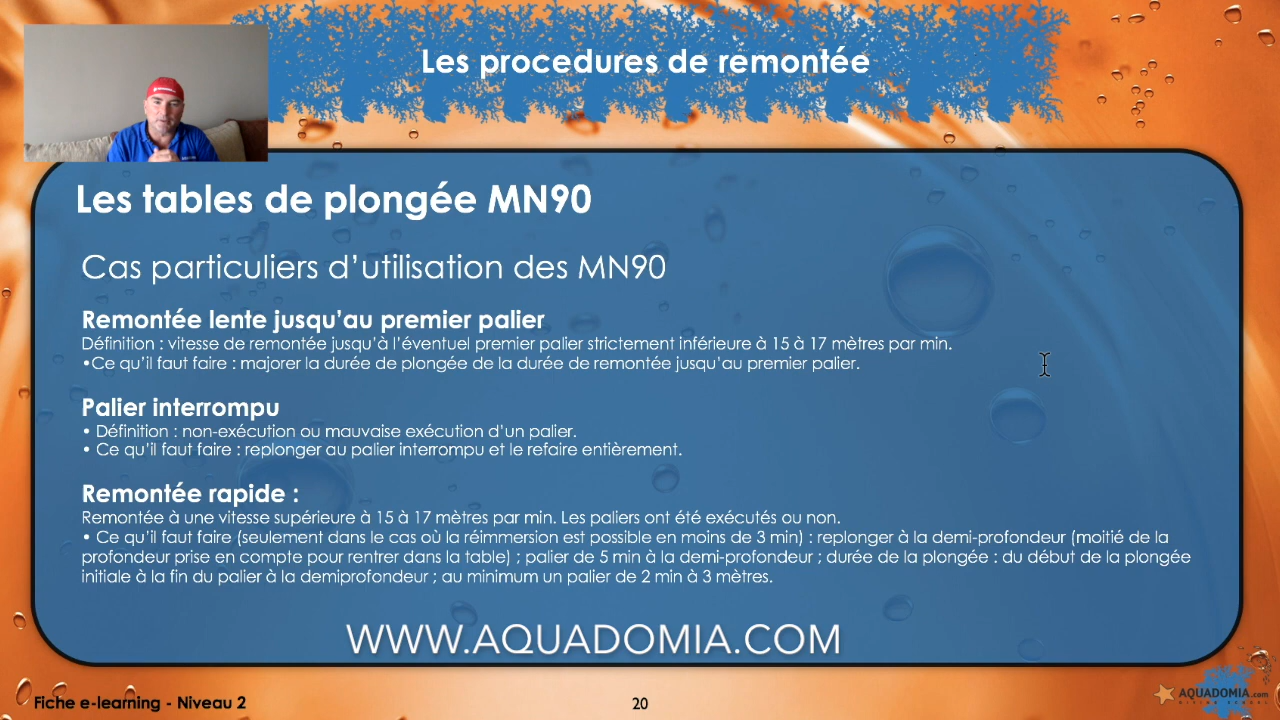 Les procedures de remontée
Les tables de plongée MN90
Cas particuliers d'utilisation des MN90
Remontée lente jusqu'au premier palier
Définition : vitesse de remontée jusqu'à l'éventuel premier palier strictement inférieure à 15 à 17 mètres par min.
•Ce qu'il faut faire : majorer la durée de plongée de la durée de remontée jusqu'au premier palier.
Palier interrompu
• Définition : non-exécution ou mauvaise exécution d'un palier.
• Ce qu'il faut faire : replonger au palier interrompu et le refaire entièrement.
Remontée rapide :
Remontée à une vitesse supérieure à 15 à 17 mètres par min. Les paliers ont été exécutés ou non.
• Ce qu'il faut faire (seulement dans le cas où la réimmersion est possible en moins de 3 min) : replonger à la demi-profondeur (moitié de la
profondeur prise en compte pour rentrer dans la table) ; palier de 5 min à la demi-profondeur ; durée de la plongée : du début de la plongée
initiale à la fin du palier à la demiprofondeur ; au minimum un palier de 2 min à 3 mètres.
WWW.AQUADOMIA.COM
Fiche e-learning - Niveau 2
20
AQUADOMIA.com